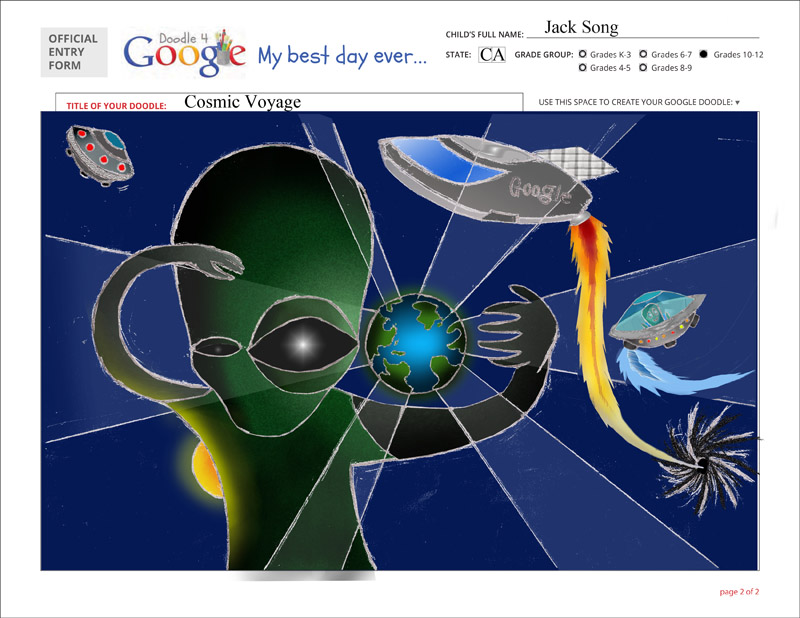 OFFICIAL
ENTRY
FORM
Doodle 4
Google
My best day ever...
CHILD'S FULL NAME: Jack Song
STATE: CA GRADE GROUP: Grades K-3 Grades 6-7 Grades 10-12
Grades 4-5 Grades 8-9
TITLE OF YOUR DOODLE: Cosmic Voyage
USE THIS SPACE TO CREATE YOUR GOOGLE DOODLE:
Google
page 2 of 2